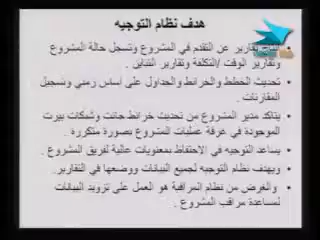 هدف نظام التوجيه
تقارير عن التقدم في المشروع وتسجل حالة المشروع
وتقارير الوقت / التكلفة وتقارير التباين .
تحديث الخطط والخرائط والجداول على أساس زمني وتسجيل
المقارنات .
يتأكد مدير المشروع من تحديث خرائط جانت وشبكات بيرت
الموجودة في غرفة عمليات المشروع بصورة متكررة .
يساعد التوجيه في الاحتفاظ بمعنويات عالية لفريق المشروع .
ويهدف نظام التوجيه لجميع البيانات ووضعها في التقارير.
والغرض من نظام المراقبة هو العمل على تزويد البيانات
لمساعدة مراقب المشروع .